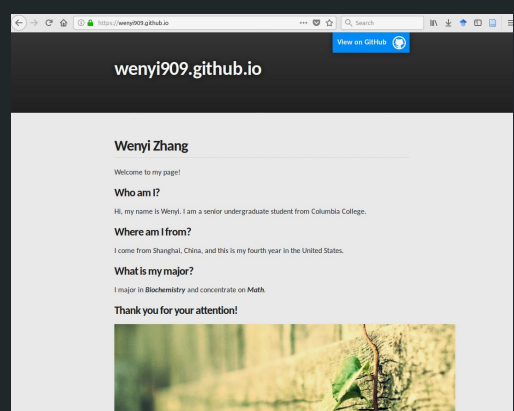 https://wenyi909.github.io
Search
View on GitHub
wenyi909.github.io
Wenyi Zhang
Welcome to my page!
Who am I?
Hi, my name is Wenyi. I am a senior undergraduate student from Columbia College.
Where am I from?
I come from Shanghai, China, and this is my fourth year in the United States.
What is my major?
I major in Biochemistry and concentrate on Math.
Thank you for your attention!